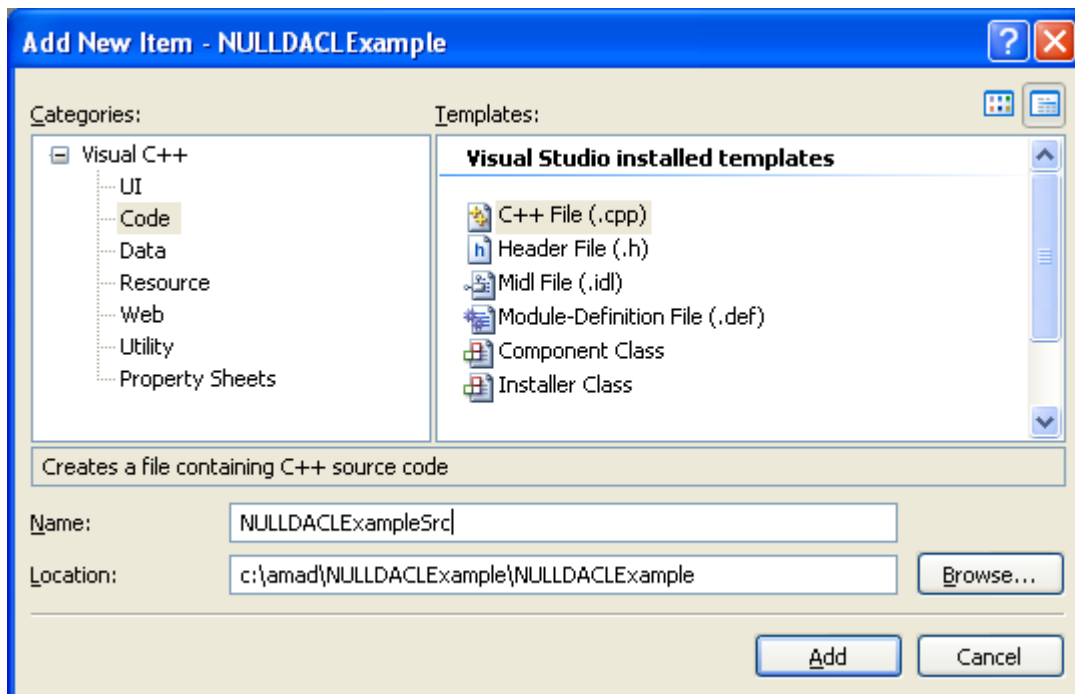 Add New Item - NULLDACLExample
Categories:
Templates:
Visual C++
UI
Code
Data
Resource
Web
Utility
Property Sheets
Visual Studio installed templates
C++ File (.cpp)
Header File (.h)
Midl File (.idl)
Module-Definition File (.def)
Component Class
Installer Class
Creates a file containing C++ source code
Name:
NULLDACLExampleSrc
Location:
c:\amad\NULLDACLExample\NULLDACLExample
Browse...
Add
Cancel